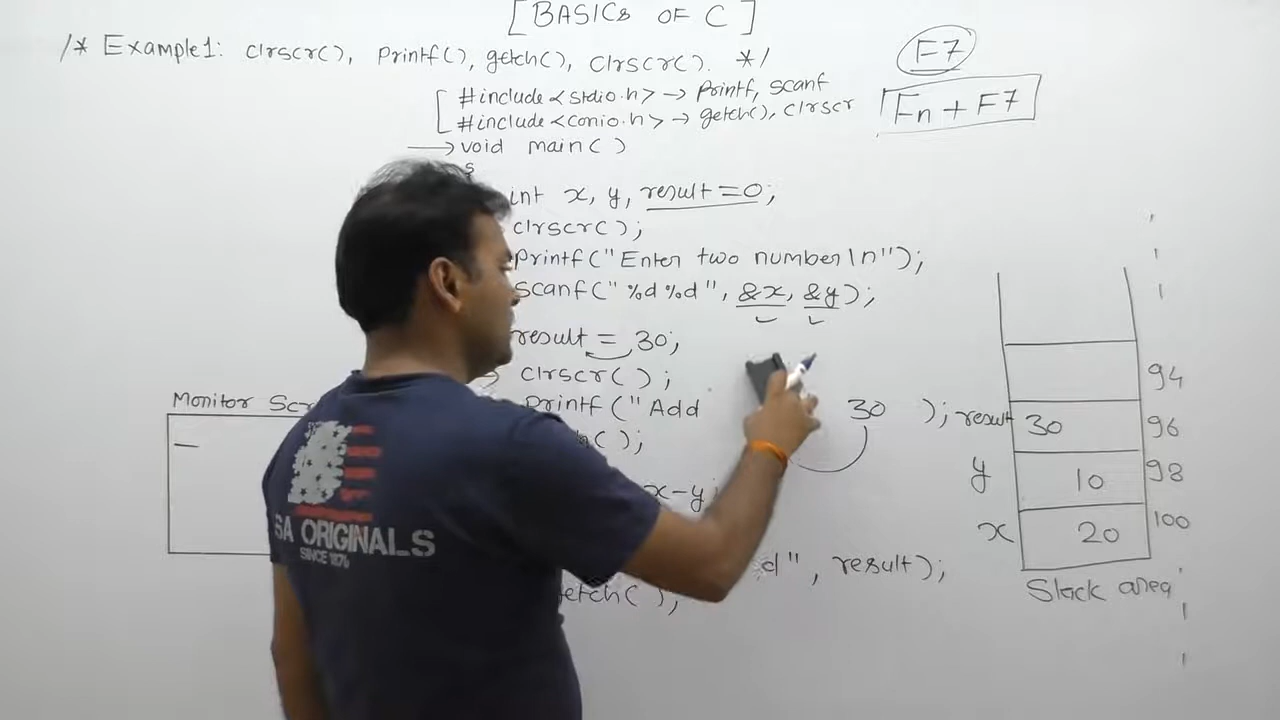 [BASICS OF C]
/* Example1: clrscr(), Printf(), getch(), clrscr(). */
F7
Fn + F7
#include <stdio.h> → Printf, scanf
#include <conio.h> → getch(), clrscr
→ void main()
int x, y, result=0;
clrscr();
Printf("Enter two number\n");
scanf("%d%d", &x, &y);
result = 30;
clrscr();
Printf("Add 30 );
();
x-y;
d", result);
getch();
Monitor Scr
94
result 30 96
y 10 98
x 20 100
Stack area
SA ORIGINALS